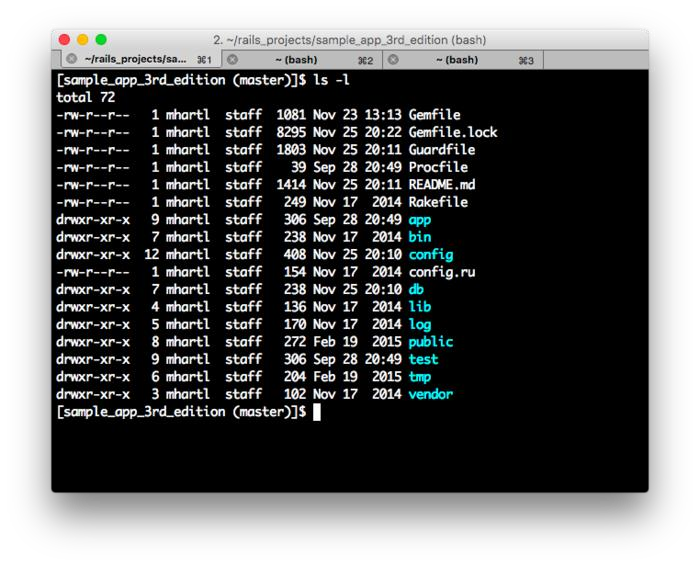 2. ~/rails_projects/sample_app_3rd_edition (bash)
~/rails_projects/sa... ⌘1 ~ (bash) ⌘2 ~ (bash) ⌘3
[sample_app_3rd_edition (master)]$ ls -l
total 72
-rw-r--r-- 1 mhartl staff 1081 Nov 23 13:13 Gemfile
-rw-r--r-- 1 mhartl staff 8295 Nov 25 20:22 Gemfile.lock
-rw-r--r-- 1 mhartl staff 1803 Nov 25 20:11 Guardfile
-rw-r--r-- 1 mhartl staff 39 Sep 28 20:49 Procfile
-rw-r--r-- 1 mhartl staff 1414 Nov 25 20:11 README.md
-rw-r--r-- 1 mhartl staff 249 Nov 17 2014 Rakefile
drwxr-xr-x 9 mhartl staff 306 Sep 28 20:49 app
drwxr-xr-x 7 mhartl staff 238 Nov 17 2014 bin
drwxr-xr-x 12 mhartl staff 408 Nov 25 20:10 config
-rw-r--r-- 1 mhartl staff 154 Nov 17 2014 config.ru
drwxr-xr-x 7 mhartl staff 238 Nov 25 20:10 db
drwxr-xr-x 4 mhartl staff 136 Nov 17 2014 lib
drwxr-xr-x 5 mhartl staff 170 Nov 17 2014 log
drwxr-xr-x 8 mhartl staff 272 Feb 19 2015 public
drwxr-xr-x 9 mhartl staff 306 Sep 28 20:49 test
drwxr-xr-x 6 mhartl staff 204 Feb 19 2015 tmp
drwxr-xr-x 3 mhartl staff 102 Nov 17 2014 vendor
[sample_app_3rd_edition (master)]$